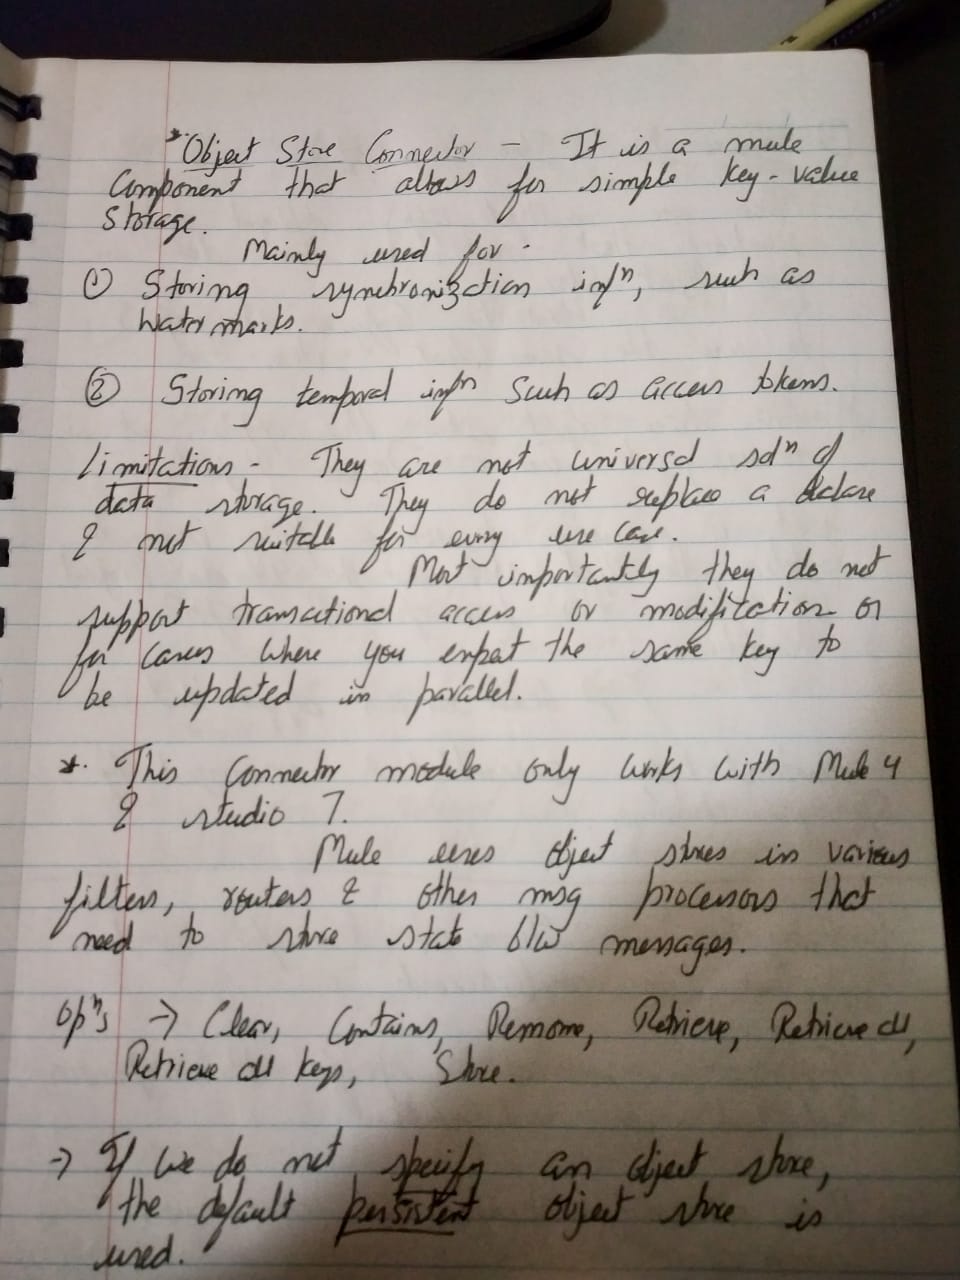 * Object Store Connector - It is a mule
Component that allows for simple key-value
Storage.
Mainly used for -
① Storing synchronization infⁿ, such as
Watermarks.
② Storing temporal infⁿ Such as access tokens.
Limitations - They are not universal solⁿ of
data storage. They do not replace a
& not suitable for every use case.
Most importantly they do not
support transactional access or modification or
for cases where you expect the same key to
be updated in parallel.
*. This Connector module only works with Mule 4
& studio 7.
Mule uses object stores in various
filters, routers & other msg processors that
need to store state b/w messages.
opⁿs → Clear, Contains, Remove, Retrieve, Retrieve all,
Retrieve all keys, Store.
→ If we do not specify an object store,
the default persistent object store is
used.